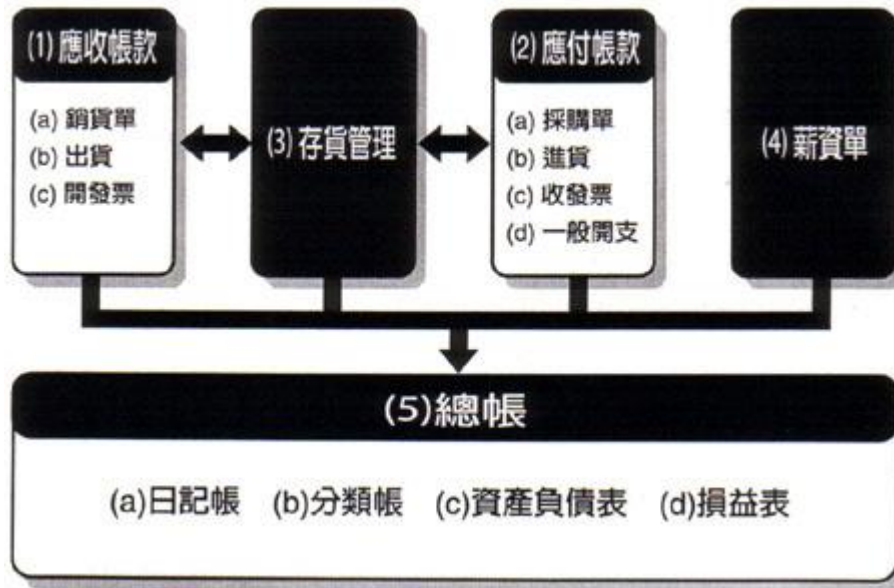 (1) 應收帳款
(a) 銷貨單
(b) 出貨
(c) 開發票
(3) 存貨管理
(2) 應付帳款
(a) 採購單
(b) 進貨
(c) 收發票
(d) 一般開支
(4) 薪資單
(5)總帳
(a)日記帳 (b)分類帳 (c)資產負債表 (d)損益表